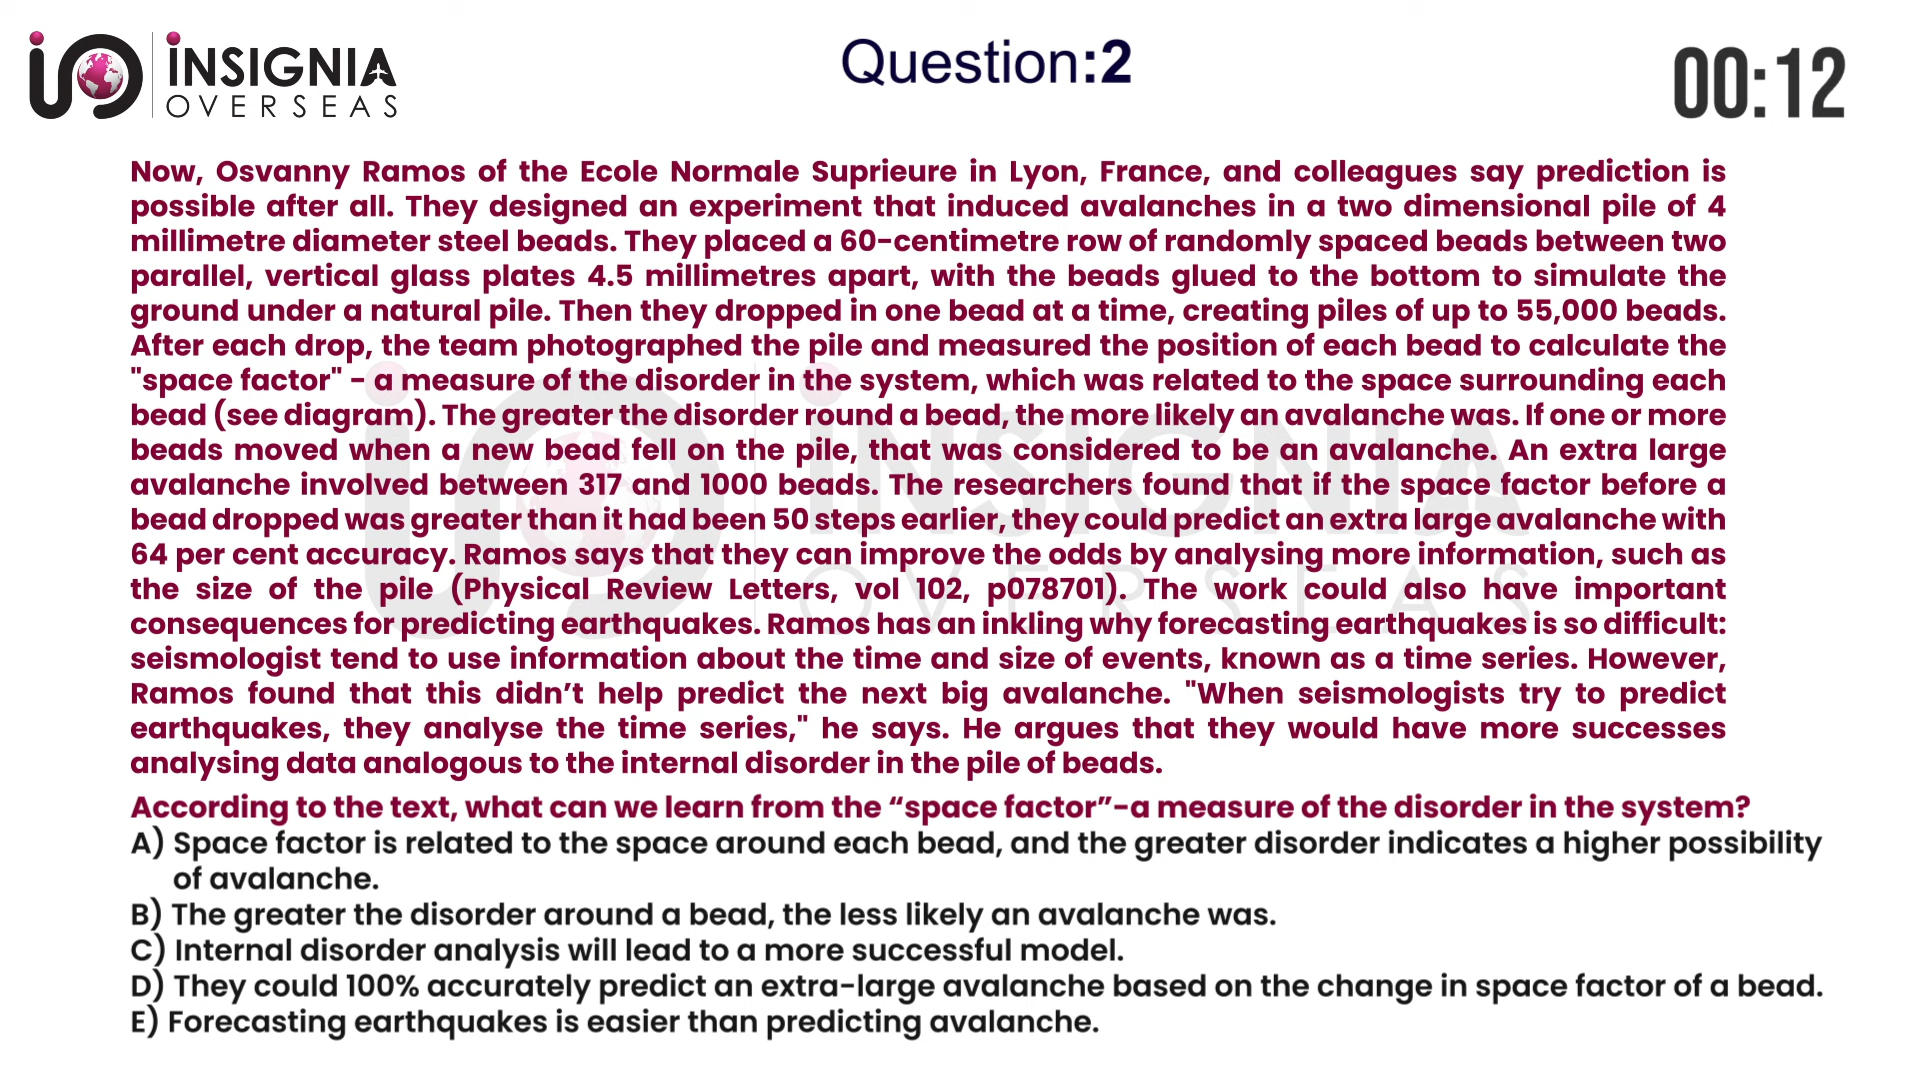 INSIGNIA
OVERSEAS
Question:2
00:12
Now, Osvanny Ramos of the Ecole Normale Suprieure in Lyon, France, and colleagues say prediction is
possible after all. They designed an experiment that induced avalanches in a two dimensional pile of 4
millimetre diameter steel beads. They placed a 60-centimetre row of randomly spaced beads between two
parallel, vertical glass plates 4.5 millimetres apart, with the beads glued to the bottom to simulate the
ground under a natural pile. Then they dropped in one bead at a time, creating piles of up to 55,000 beads.
After each drop, the team photographed the pile and measured the position of each bead to calculate the
"space factor" - a measure of the disorder in the system, which was related to the space surrounding each
bead (see diagram). The greater the disorder round a bead, the more likely an avalanche was. If one or more
beads moved when a new bead fell on the pile, that was considered to be an avalanche. An extra large
avalanche involved between 317 and 1000 beads. The researchers found that if the space factor before a
bead dropped was greater than it had been 50 steps earlier, they could predict an extra large avalanche with
64 per cent accuracy. Ramos says that they can improve the odds by analysing more information, such as
the size of the pile (Physical Review Letters, vol 102, p078701). The work could also have important
consequences for predicting earthquakes. Ramos has an inkling why forecasting earthquakes is so difficult:
seismologist tend to use information about the time and size of events, known as a time series. However,
Ramos found that this didn’t help predict the next big avalanche. "When seismologists try to predict
earthquakes, they analyse the time series," he says. He argues that they would have more successes
analysing data analogous to the internal disorder in the pile of beads.
According to the text, what can we learn from the “space factor”-a measure of the disorder in the system?
A) Space factor is related to the space around each bead, and the greater disorder indicates a higher possibility
of avalanche.
B) The greater the disorder around a bead, the less likely an avalanche was.
C) Internal disorder analysis will lead to a more successful model.
D) They could 100% accurately predict an extra-large avalanche based on the change in space factor of a bead.
E) Forecasting earthquakes is easier than predicting avalanche.